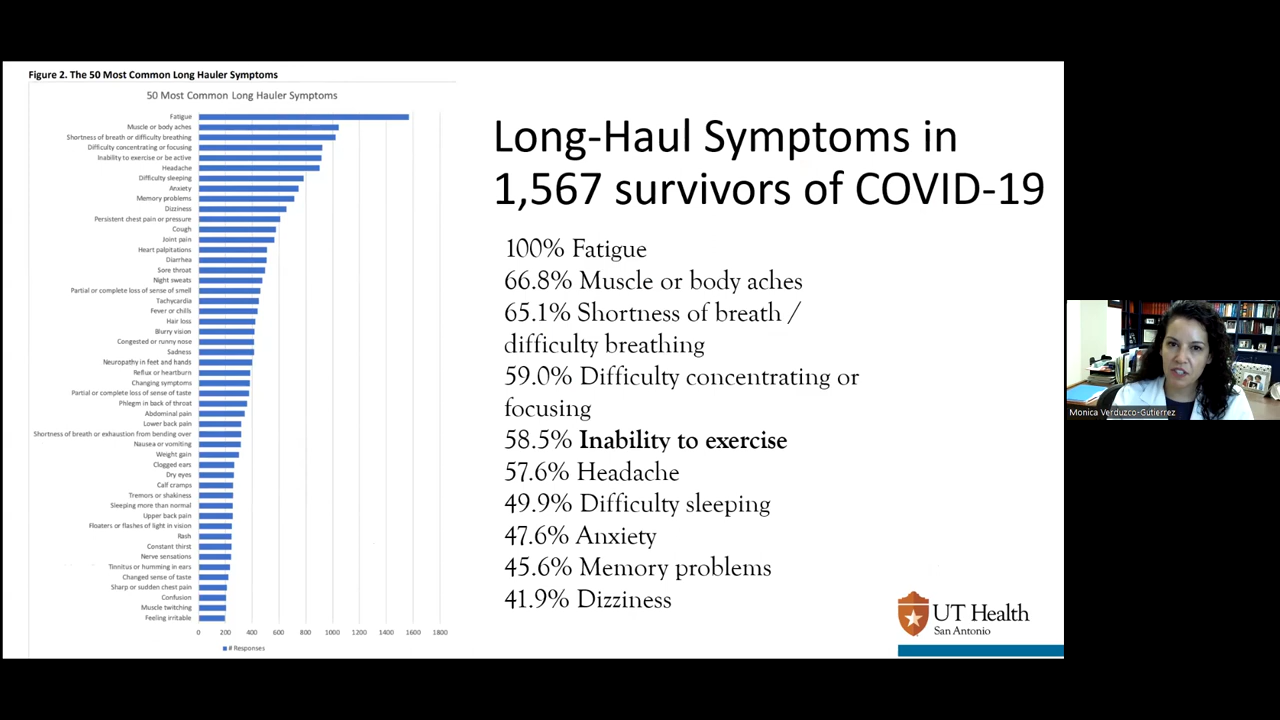 Figure 2. The 50 Most Common Long Hauler Symptoms
50 Most Common Long Hauler Symptoms
Fatigue
Muscle or body aches
Shortness of breath or difficulty breathing
Difficulty concentrating or focusing
Inability to exercise or be active
Headache
Difficulty sleeping
Anxiety
Memory problems
Dizziness
Persistent chest pain or pressure
Cough
Joint pain
Heart palpitations
Diarrhea
Sore throat
Night sweats
Partial or complete loss of sense of smell
Tachycardia
Fever or chills
Hair loss
Blurry vision
Congested or runny nose
Sadness
Neuropathy in feet and hands
Reflux or heartburn
Changing symptoms
Partial or complete loss of sense of taste
Phlegm in back of throat
Abdominal pain
Lower back pain
Shortness of breath or exhaustion from bending over
Nausea or vomiting
Weight gain
Clogged ears
Dry eyes
Calf cramps
Tremors or shakiness
Sleeping more than normal
Upper back pain
Floaters or flashes of light in vision
Rash
Constant thirst
Nerve sensations
Tinnitus or humming in ears
Changed sense of taste
Sharp or sudden chest pain
Confusion
Muscle twitching
Feeling irritable
0 200 400 600 800 1000 1200 1400 1600 1800
# Responses
Long-Haul Symptoms in
1,567 survivors of COVID-19
100% Fatigue
66.8% Muscle or body aches
65.1% Shortness of breath /
difficulty breathing
59.0% Difficulty concentrating or
focusing
58.5% Inability to exercise
57.6% Headache
49.9% Difficulty sleeping
47.6% Anxiety
45.6% Memory problems
41.9% Dizziness
UT Health
San Antonio
Monica Verduzco-Gutierrez